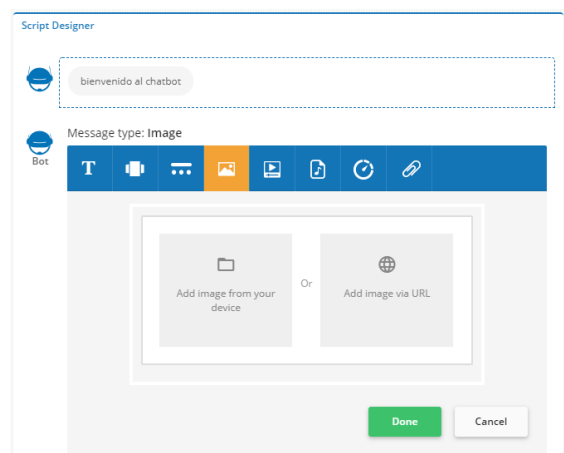 Script Designer
bienvenido al chatbot
Message type: Image
Bot
T
Add image from your
device
Or
Add image via URL
Done
Cancel